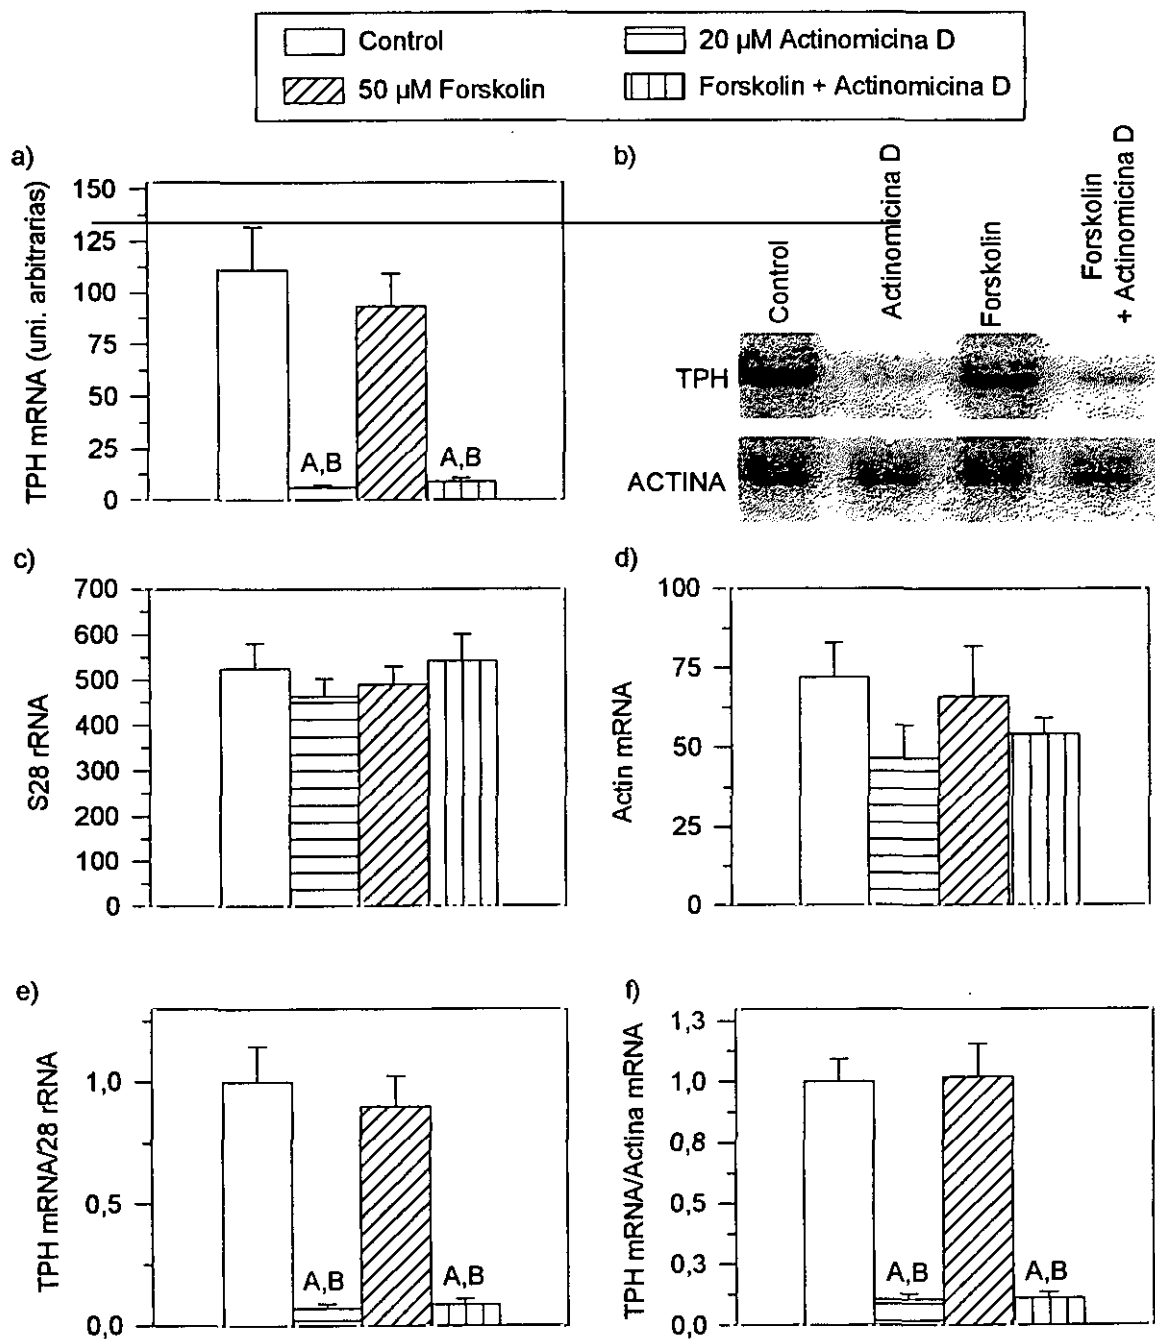 Control
20 µM Actinomicina D
50 µM Forskolin
Forskolin + Actinomicina D
a)
TPH mRNA (uni. arbitrarias)
150
125
100
75
50
25
0
A,B
A,B
b)
Control
Actinomicina D
Forskolin
Forskolin
+ Actinomicina D
TPH
ACTINA
c)
S28 rRNA
700
600
500
400
300
200
100
0
d)
Actin mRNA
100
75
50
25
0
e)
TPH mRNA/28 rRNA
1,0
0,5
0,0
A,B
A,B
f)
TPH mRNA/Actina mRNA
1,3
1,0
0,8
0,5
0,3
0,0
A,B
A,B